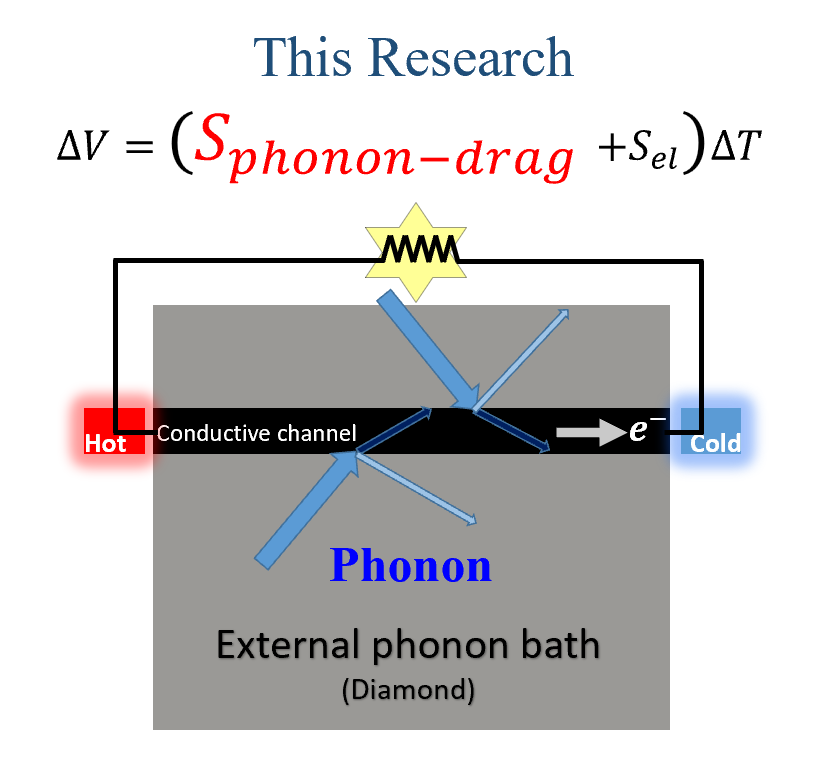 This Research
ΔV = (S_phonon−drag +S_el)ΔT
Hot
Conductive channel
e⁻
Cold
Phonon
External phonon bath
(Diamond)